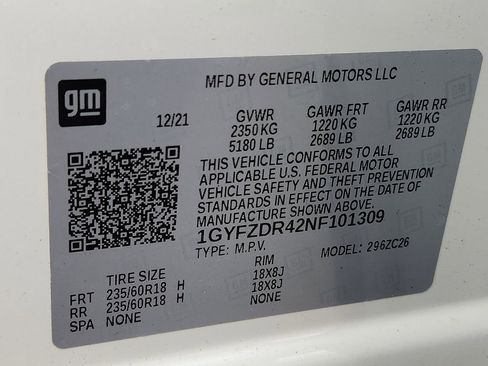 gm
MFD BY GENERAL MOTORS LLC
12/21 GVWR GAWR FRT GAWR RR
2350 KG 1220 KG 1220 KG
5180 LB 2689 LB 2689 LB
THIS VEHICLE CONFORMS TO ALL
APPLICABLE U.S. FEDERAL MOTOR
VEHICLE SAFETY AND THEFT PREVENTION
STANDARDS IN EFFECT ON THE DATE OF
MANUFACTURE SHOWN ABOVE.
1GYFZDR42NF101309
TYPE: M.P.V. MODEL: 296ZC26
TIRE SIZE RIM
FRT 235/60R18 H 18X8J
RR 235/60R18 H 18X8J
SPA NONE NONE